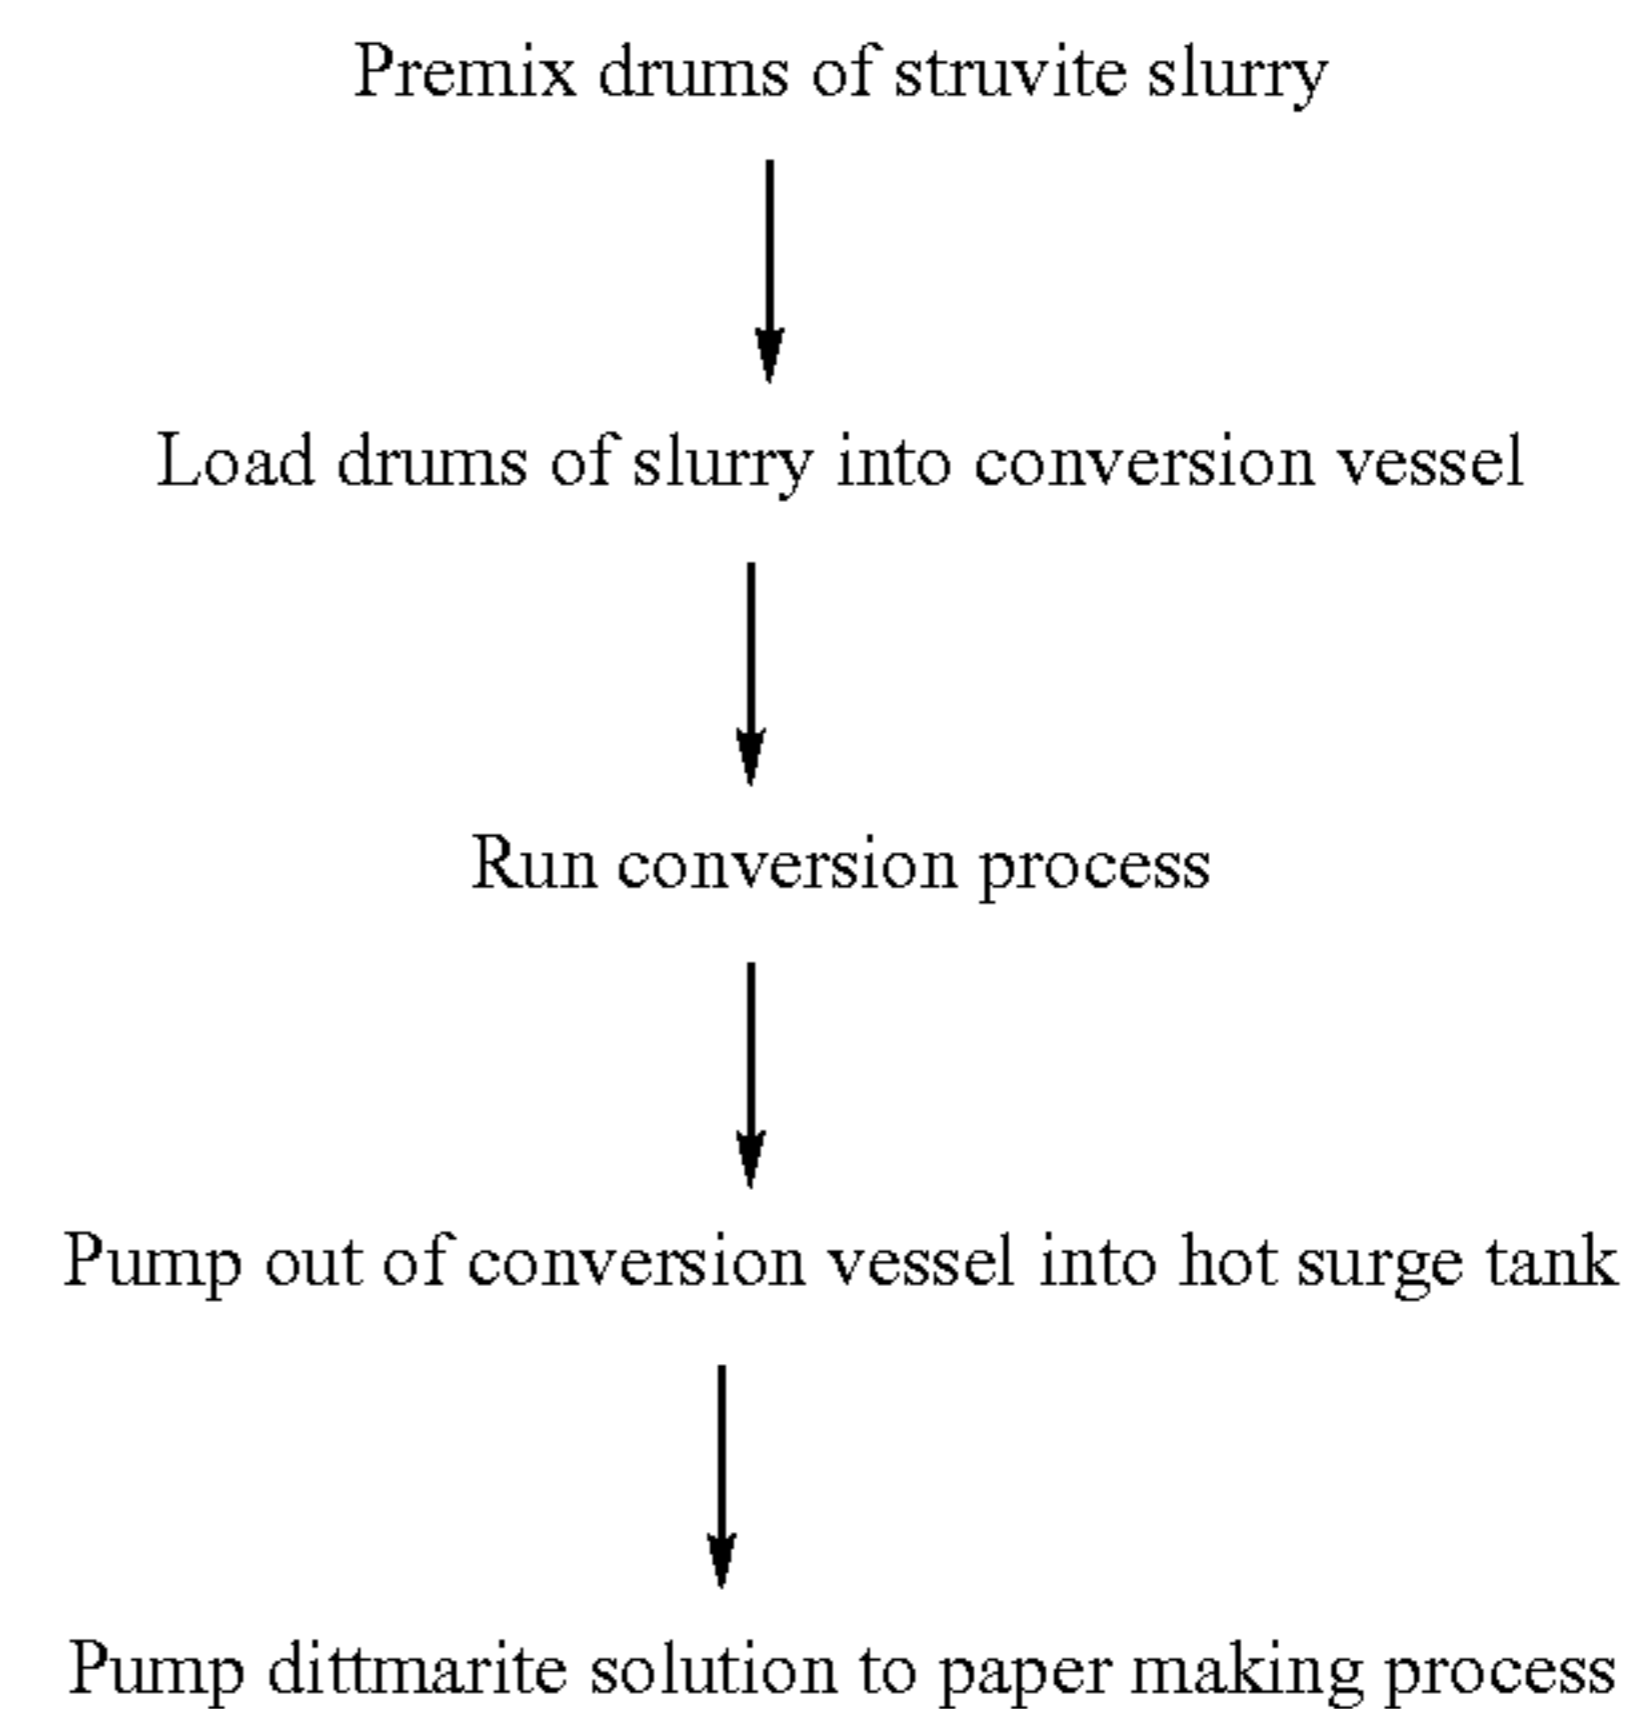 Premix drums of struvite slurry
Load drums of slurry into conversion vessel
Run conversion process
Pump out of conversion vessel into hot surge tank
Pump dittmarite solution to paper making process